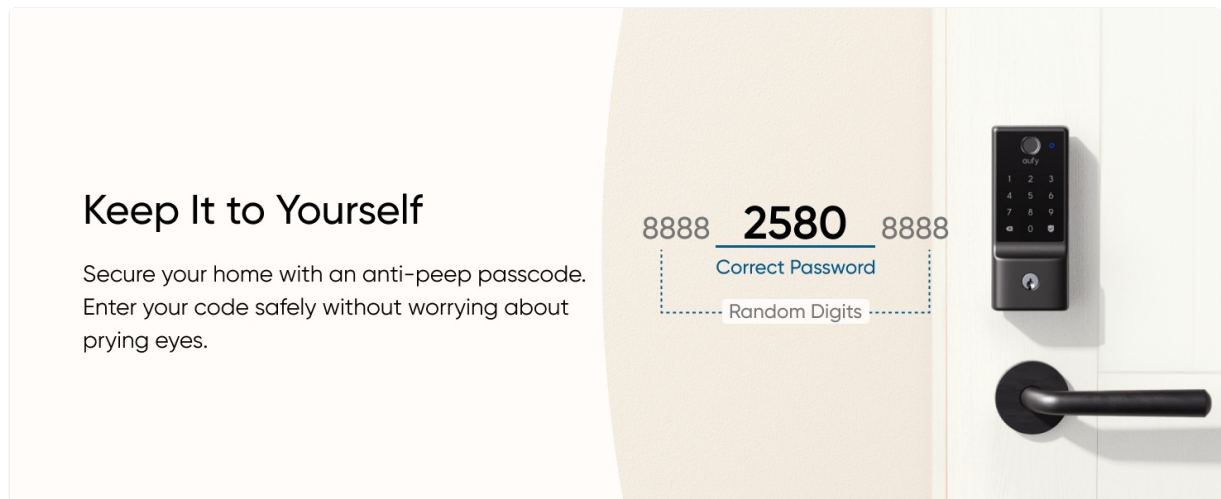 Keep It to Yourself
Secure your home with an anti-peep passcode.
Enter your code safely without worrying about
prying eyes.
8888 2580 8888
Correct Password
Random Digits
eufy
1 2 3
4 5 6
7 8 9
0